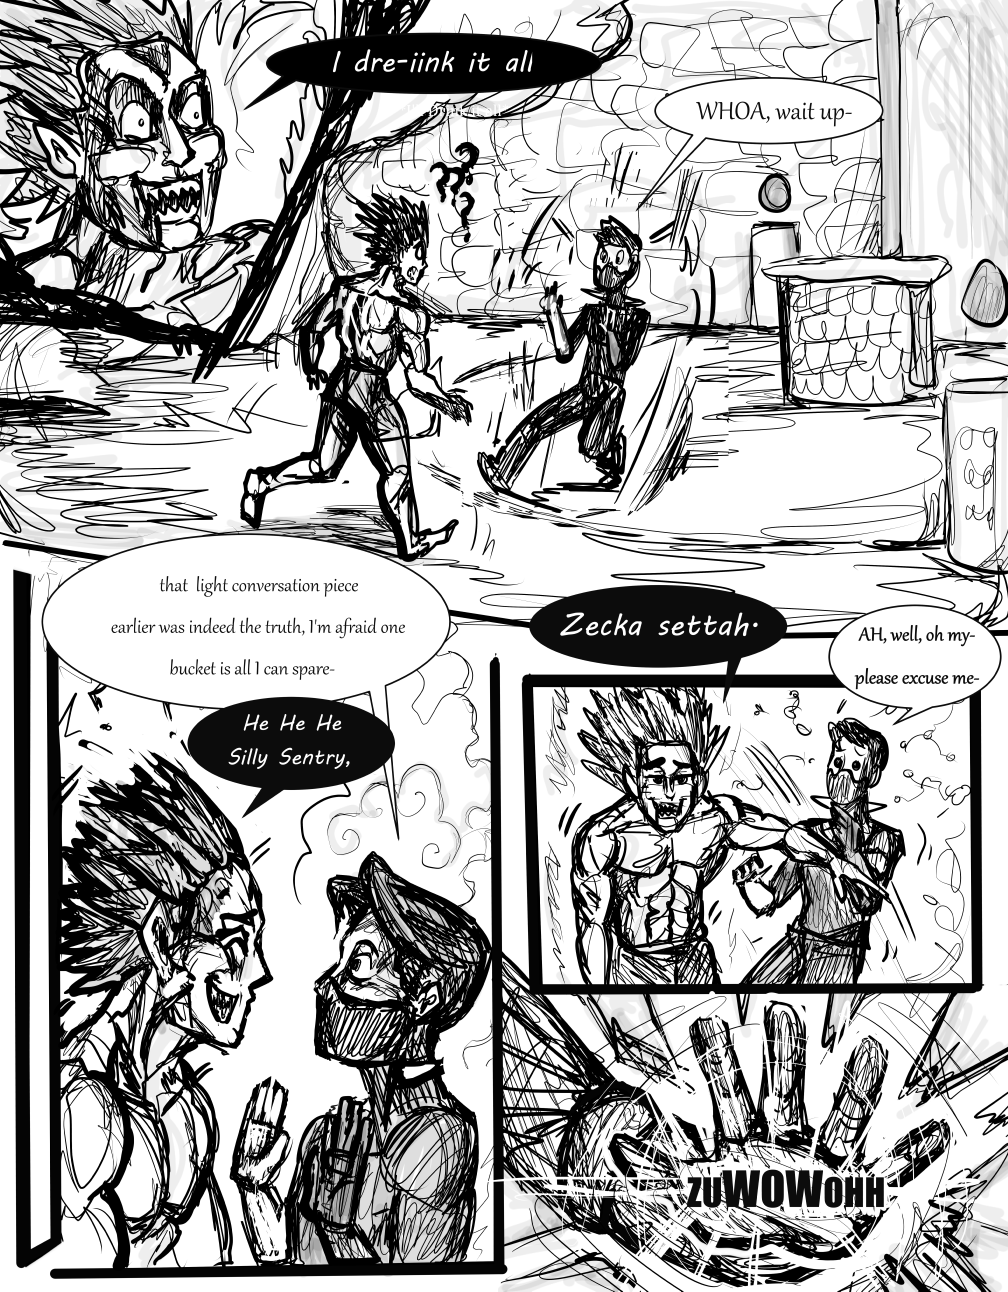 I dre-iink it all
WHOA, wait up-
that light conversation piece
earlier was indeed the truth, I'm afraid one
bucket is all I can spare-
He He He
Silly Sentry,
Zecka settah.
AH, well, oh my-
please excuse me-
ZUWOWOHH